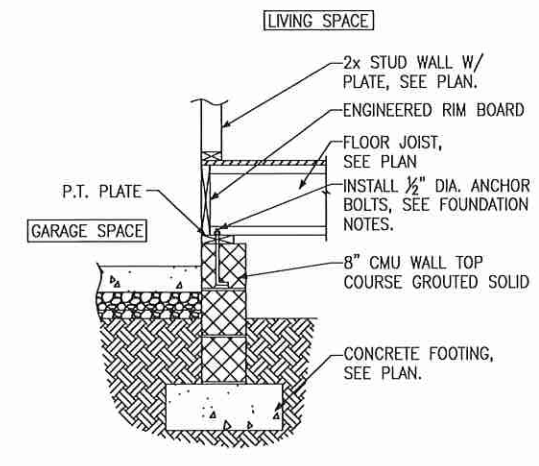 LIVING SPACE
2x STUD WALL W/
PLATE, SEE PLAN.
ENGINEERED RIM BOARD
FLOOR JOIST,
SEE PLAN
P.T. PLATE
INSTALL ½" DIA. ANCHOR
BOLTS, SEE FOUNDATION
NOTES.
GARAGE SPACE
8" CMU WALL TOP
COURSE GROUTED SOLID
CONCRETE FOOTING,
SEE PLAN.